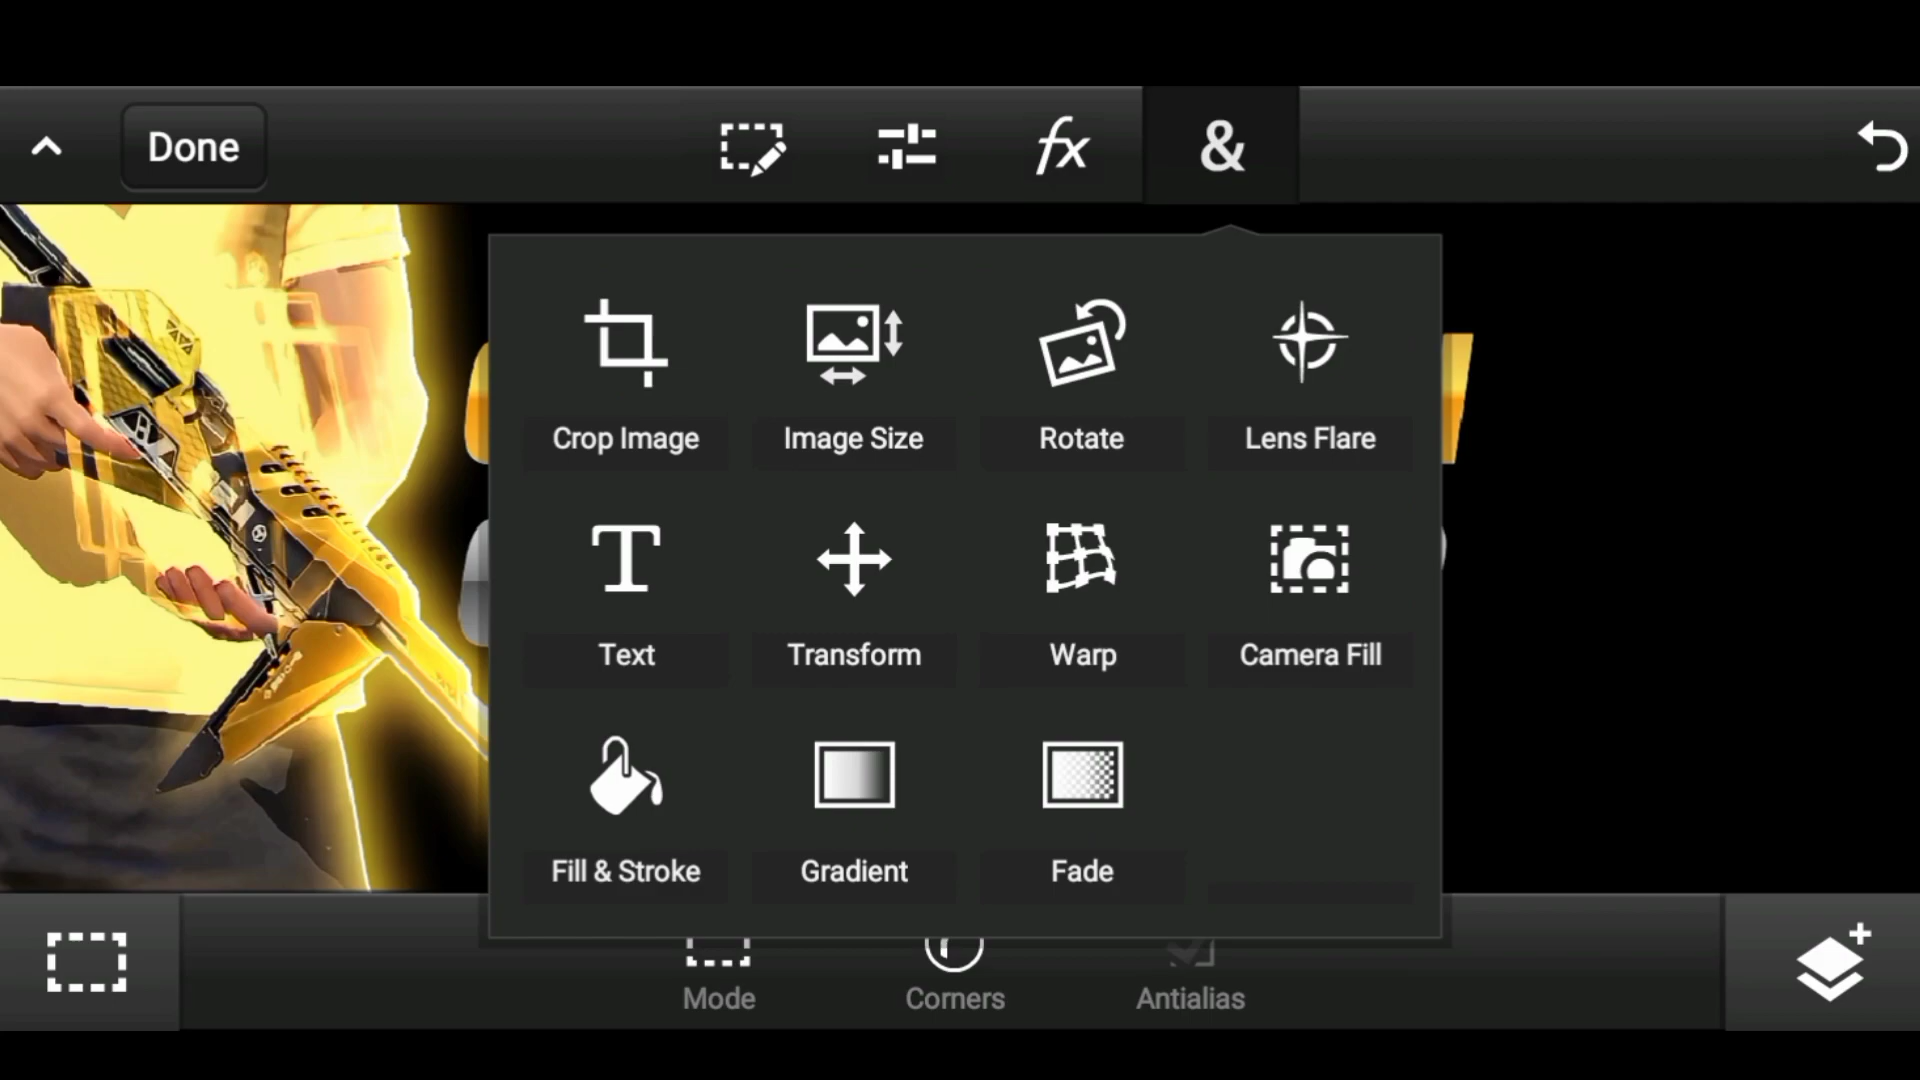 Done
fx
&
Crop Image
Image Size
Rotate
Lens Flare
T
Text
Transform
Warp
Camera Fill
Fill & Stroke
Gradient
Fade
Mode
Corners
Antialias